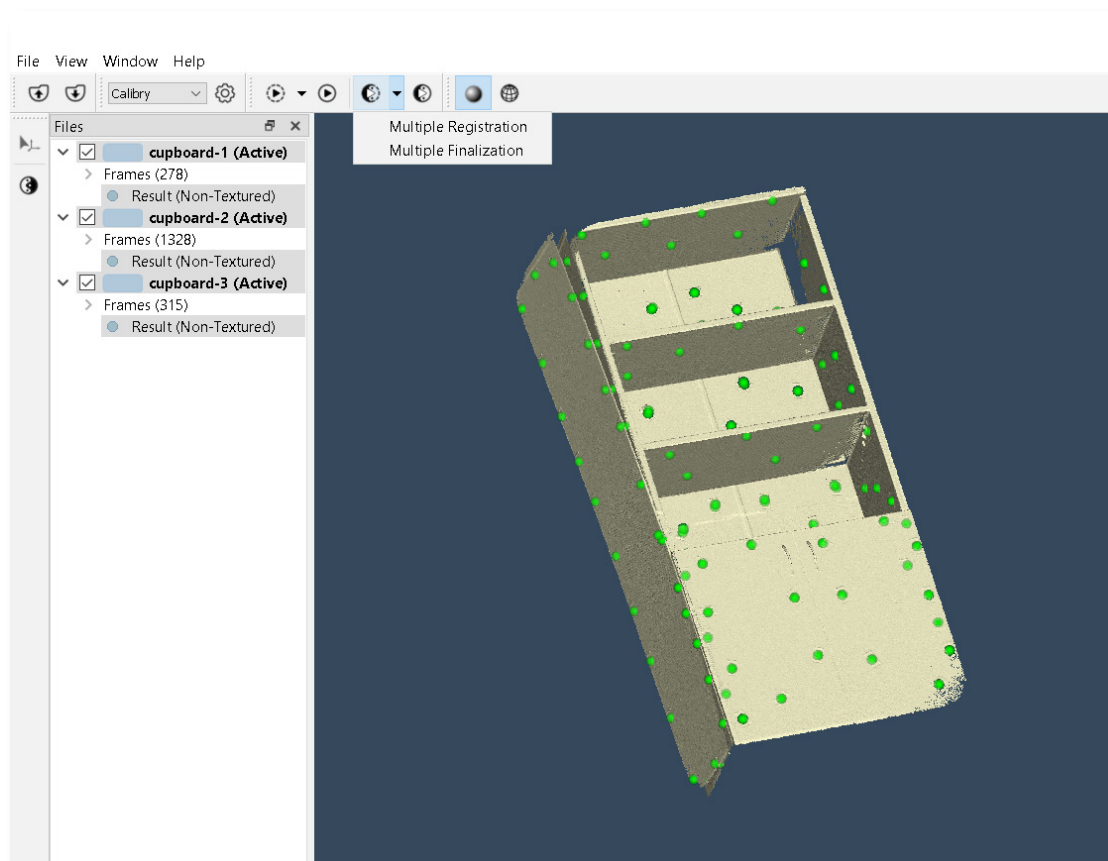 File View Window Help
Calibry
Multiple Registration
Multiple Finalization
Files
cupboard-1 (Active)
Frames (278)
Result (Non-Textured)
cupboard-2 (Active)
Frames (1328)
Result (Non-Textured)
cupboard-3 (Active)
Frames (315)
Result (Non-Textured)